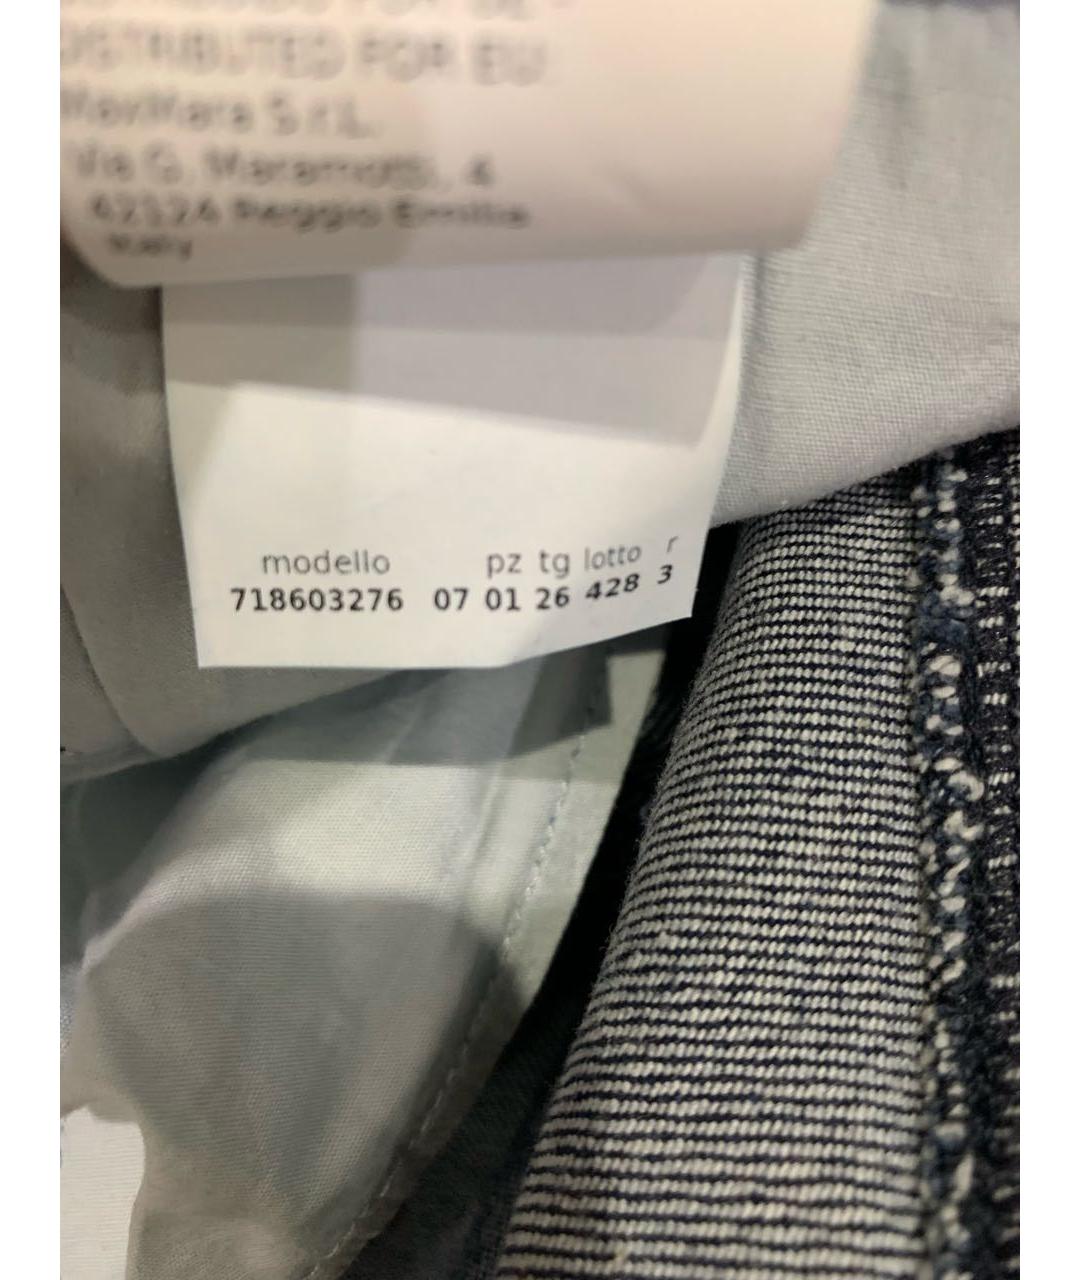 DISTRIBUTED FOR EU
MaxMara S.r.L.
Via G. Maramotti, 4
42124 Reggio Emilia
Italy
modello pz tg lotto r
718603276 07 01 26 428 3